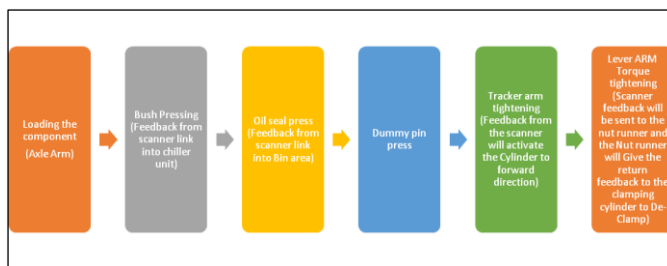 Loading the
component
(Axle Arm)
Bush Pressing
(Feedback from
scanner link
into chiller
unit)
Oil seal press
(Feedback from
scanner link
into Bin area)
Dummy pin
press
Tracker arm
tightening
(Feedback from
the scanner
will activate
the Cylinder to
forward
direction)
Lever ARM
Torque
tightening
(Scanner
feedback will
be sent to the
nut runner and
the Nut runner
will Give the
return
feedback to the
clamping
cylinder to De-
Clamp)